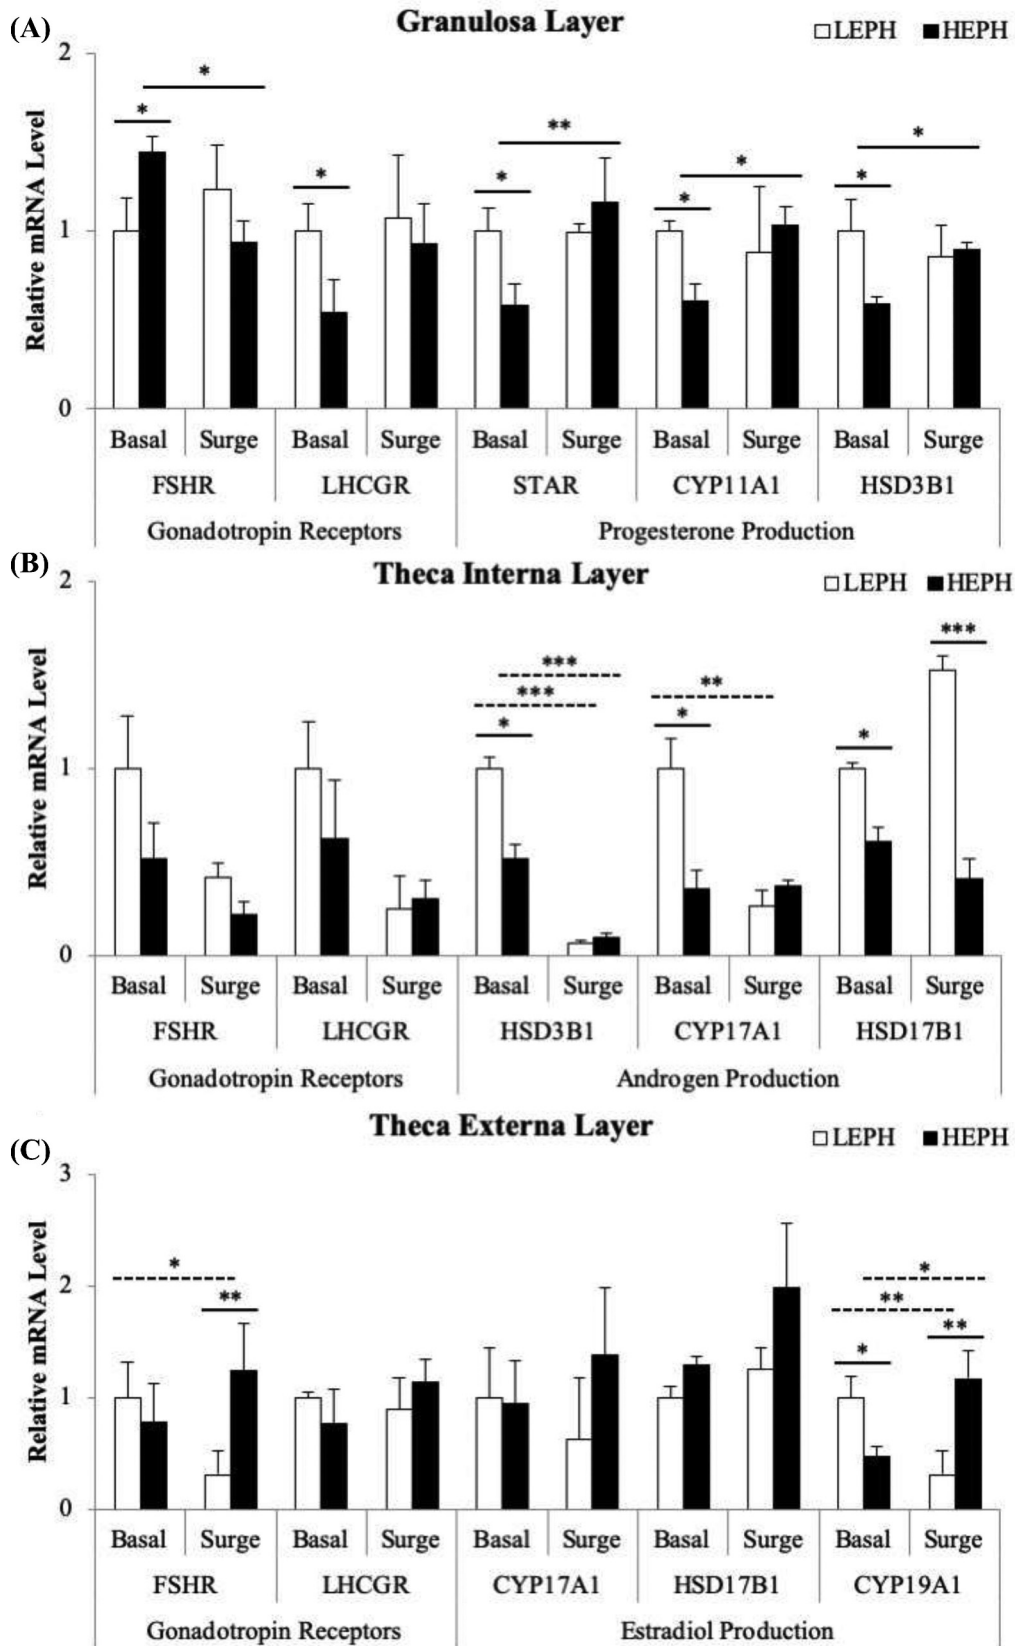 (A) Granulosa Layer
LEPH HEPH
* * * ** * * * * *
Relative mRNA Level
2
1
0
Basal Surge Basal Surge Basal Surge Basal Surge Basal Surge
FSHR LHCGR STAR CYP11A1 HSD3B1
Gonadotropin Receptors Progesterone Production
(B) Theca Interna Layer
LEPH HEPH
*** *** * ** * * ***
Relative mRNA Level
2
1
0
Basal Surge Basal Surge Basal Surge Basal Surge Basal Surge
FSHR LHCGR HSD3B1 CYP17A1 HSD17B1
Gonadotropin Receptors Androgen Production
(C) Theca Externa Layer
LEPH HEPH
* ** * ** * **
Relative mRNA Level
3
2
1
0
Basal Surge Basal Surge Basal Surge Basal Surge Basal Surge
FSHR LHCGR CYP17A1 HSD17B1 CYP19A1
Gonadotropin Receptors Estradiol Production